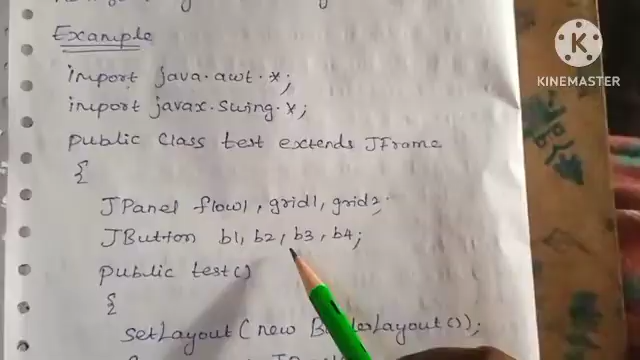 Example
import java.awt.*;
import javax.swing.*;
public class test extends JFrame
{
JPanel flow1, grid1, grid2;
JButton b1, b2, b3, b4;
public test()
{
setLayout (new BorderLayout());
KINEMASTER